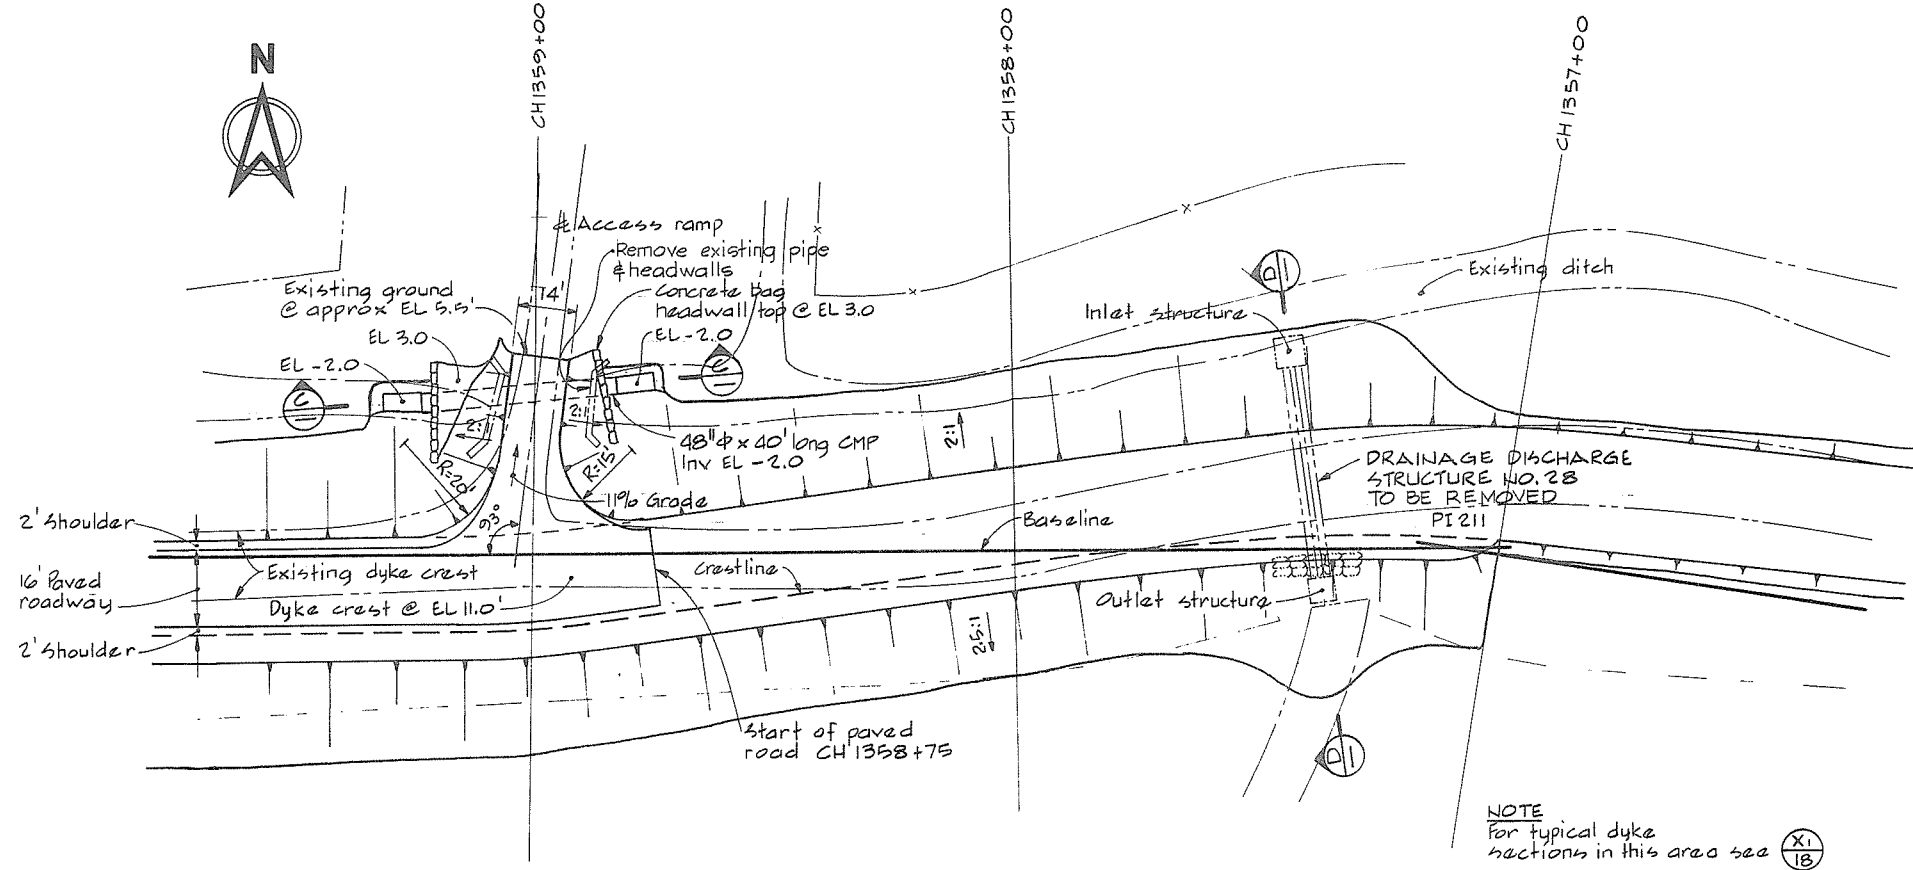 CH 1359+00
CH 1358+00
CH 1357+00
N
℄ Access ramp
Remove existing pipe
& headwalls
Existing ground
@ approx EL 5.5'
14'
Concrete bag
headwall top @ EL 3.0
EL 3.0
EL -2.0
EL -2.0
C
C
D
1
Inlet structure
Existing ditch
2:1
2:1
2:1
R=20'
R=15'
48"Φ x 40' long CMP
Inv EL -2.0
11% Grade
93°
DRAINAGE DISCHARGE
STRUCTURE NO. 28
TO BE REMOVED
PI 211
2' Shoulder
Baseline
Existing dyke crest
Crestline
16' Paved
roadway
Dyke crest @ EL 11.0'
Outlet structure
2' Shoulder
2.5:1
Start of paved
road CH 1358+75
D
1
NOTE
For typical dyke
sections in this area see
X1
18